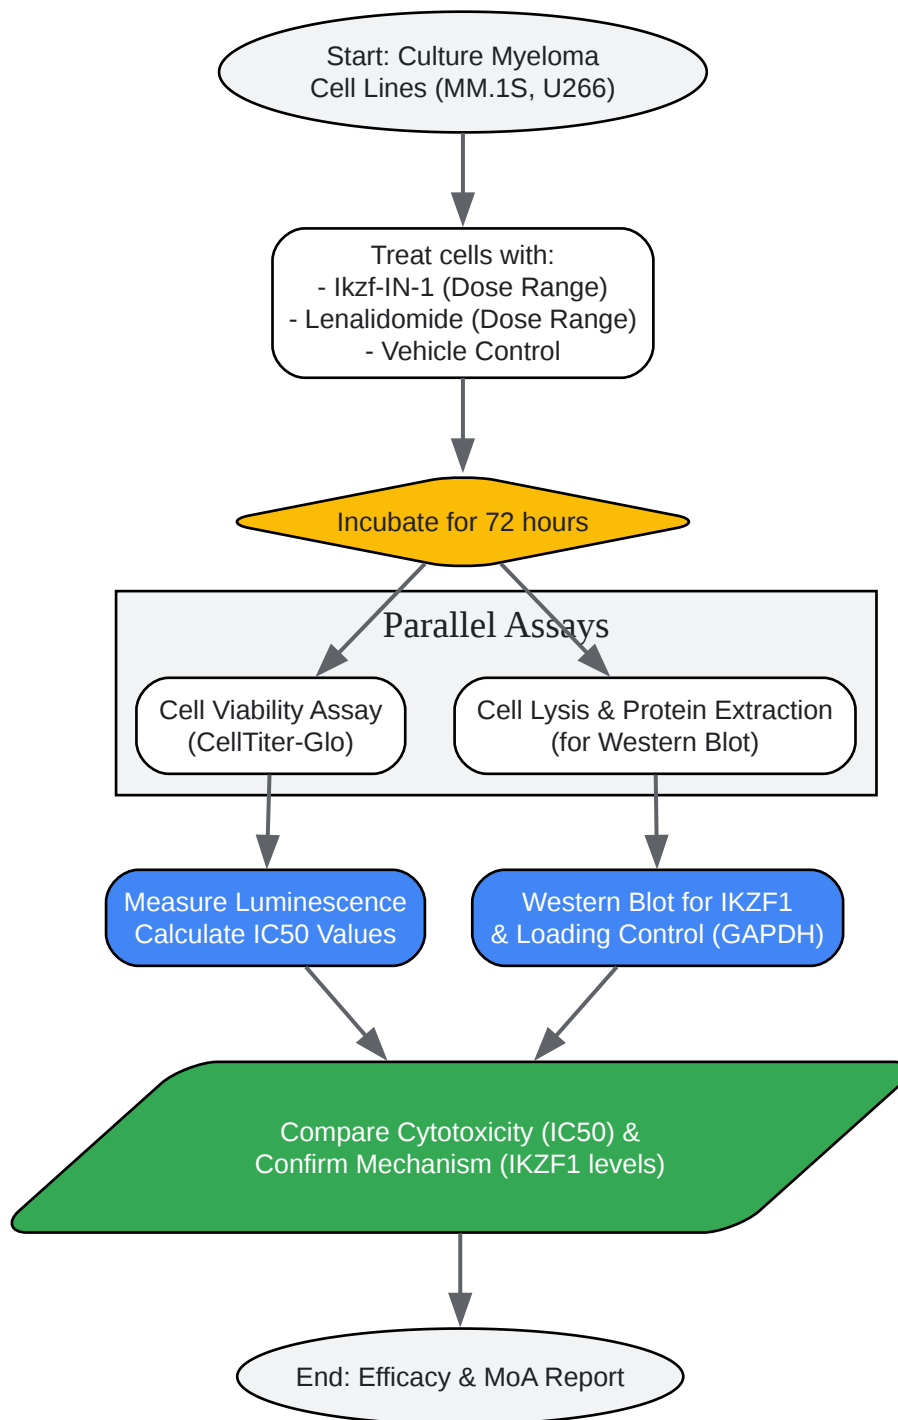 Start: Culture Myeloma
Cell Lines (MM.1S, U266)
Treat cells with:
- Ikzf-IN-1 (Dose Range)
- Lenalidomide (Dose Range)
- Vehicle Control
Incubate for 72 hours
Parallel Assays
Cell Viability Assay
(CellTiter-Glo)
Cell Lysis & Protein Extraction
(for Western Blot)
Measure Luminescence
Calculate IC50 Values
Western Blot for IKZF1
& Loading Control (GAPDH)
Compare Cytotoxicity (IC50) &
Confirm Mechanism (IKZF1 levels)
End: Efficacy & MoA Report